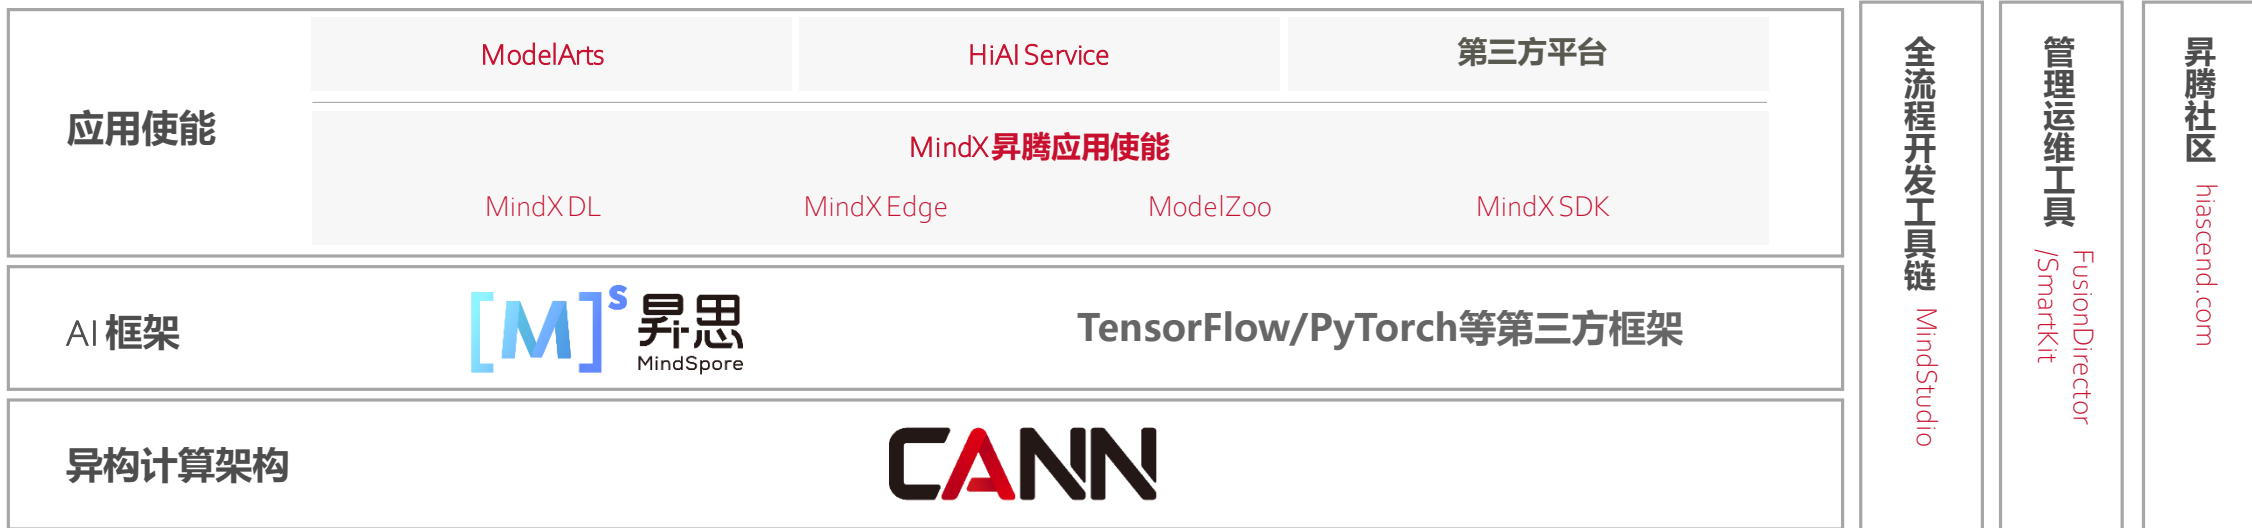 应用使能
ModelArts
HiAI Service
第三方平台
MindX昇腾应用使能
MindX DL
MindX Edge
ModelZoo
MindX SDK
AI 框架
[M]s 昇思
MindSpore
TensorFlow/PyTorch等第三方框架
异构计算架构
CANN
全流程开发工具链 MindStudio
管理运维工具 FusionDirector
/SmartKit
昇腾社区 hiascend.com